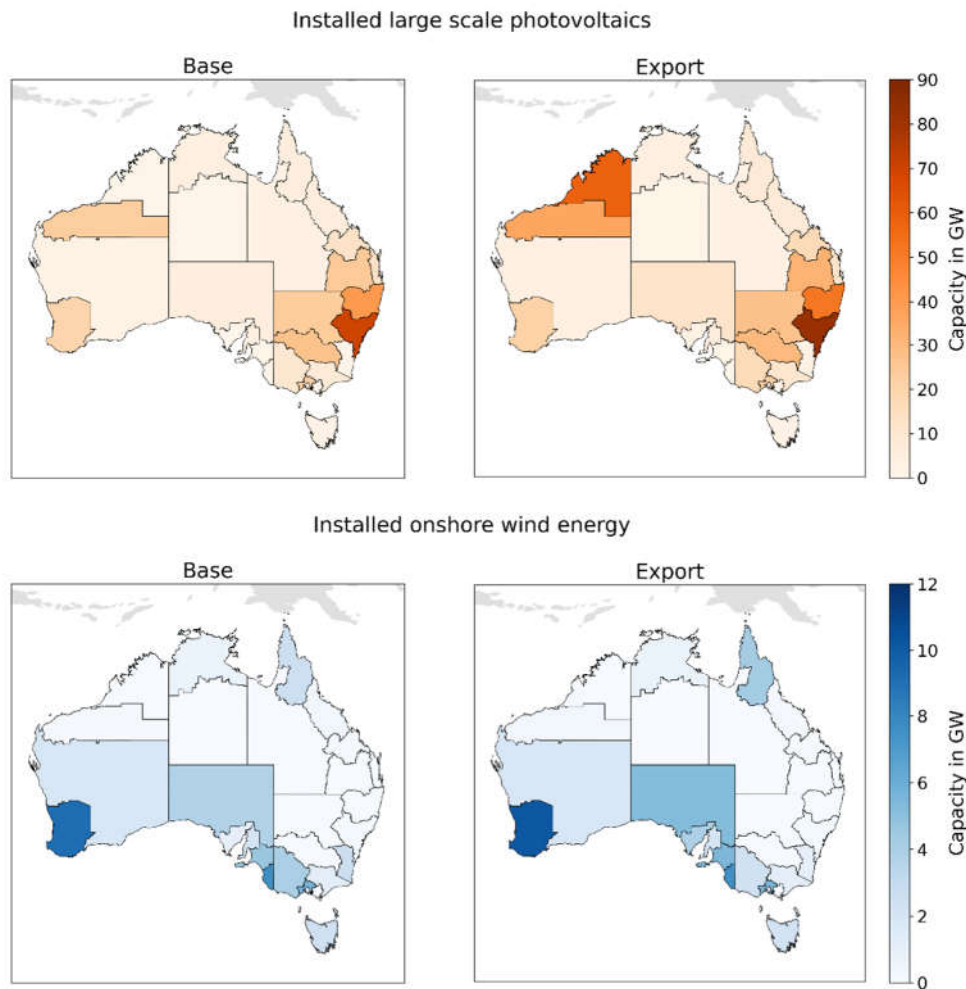 Installed large scale photovoltaics
Base
Export
90
80
70
60
50
40
30
20
10
0
Capacity in GW
Installed onshore wind energy
Base
Export
12
10
8
6
4
2
0
Capacity in GW